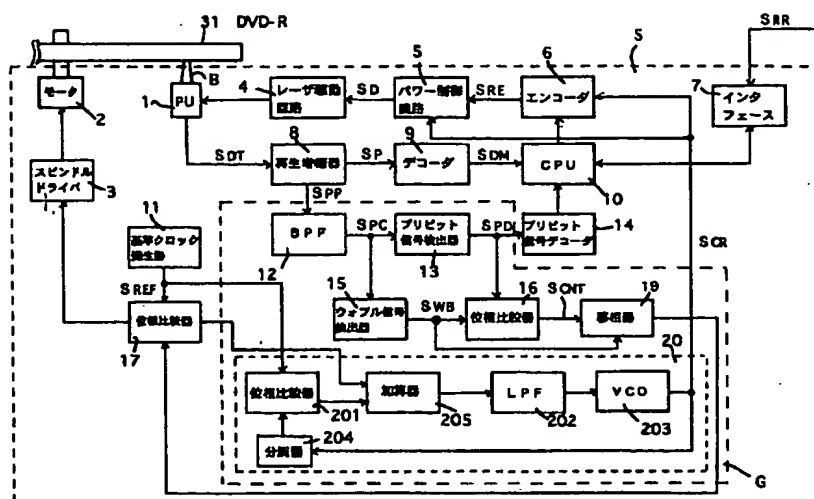 31 DVD-R
S
SRR
B
モータ
2
1
PU
4
レーザ駆動
回路
SD
5
パワー制御
回路
SRE
6
エンコーダ
7
インタ
フェース
SDT
8
再生増幅器
SP
9
デコーダ
SDM
CPU
10
スピンドル
ドライバ
3
SPP
11
基準クロック
発生器
BPF
12
SPC
プリピット
信号検出器
13
SPD
プリピット
信号デコーダ
14
SCR
SREF
位相比較器
17
15
ウォブル信号
抽出器
SWB
16
位相比較器
SCNT
19
移相器
20
位相比較器
201
加算器
205
LPF
202
VCO
203
分周器
204
G